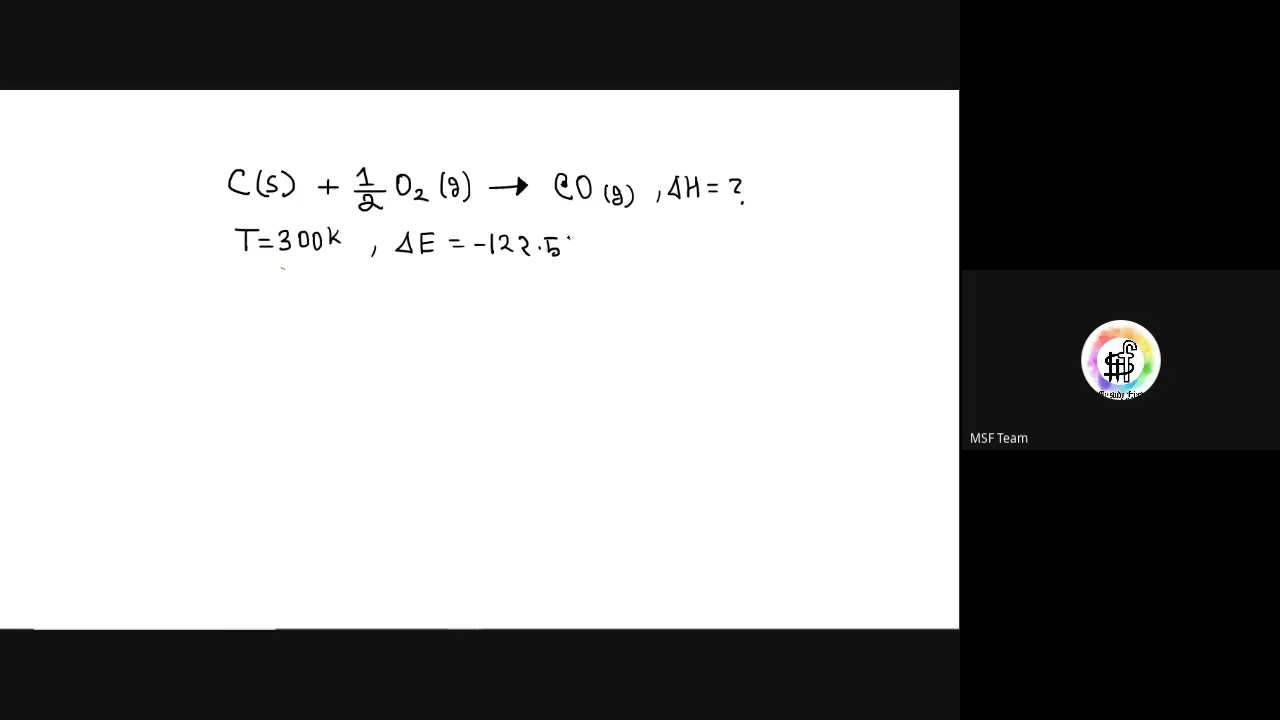 C(s) + 1/2 O₂ (g) → CO (g) , ΔH = ?
T = 300K , ΔE = -122.5
MSF Team